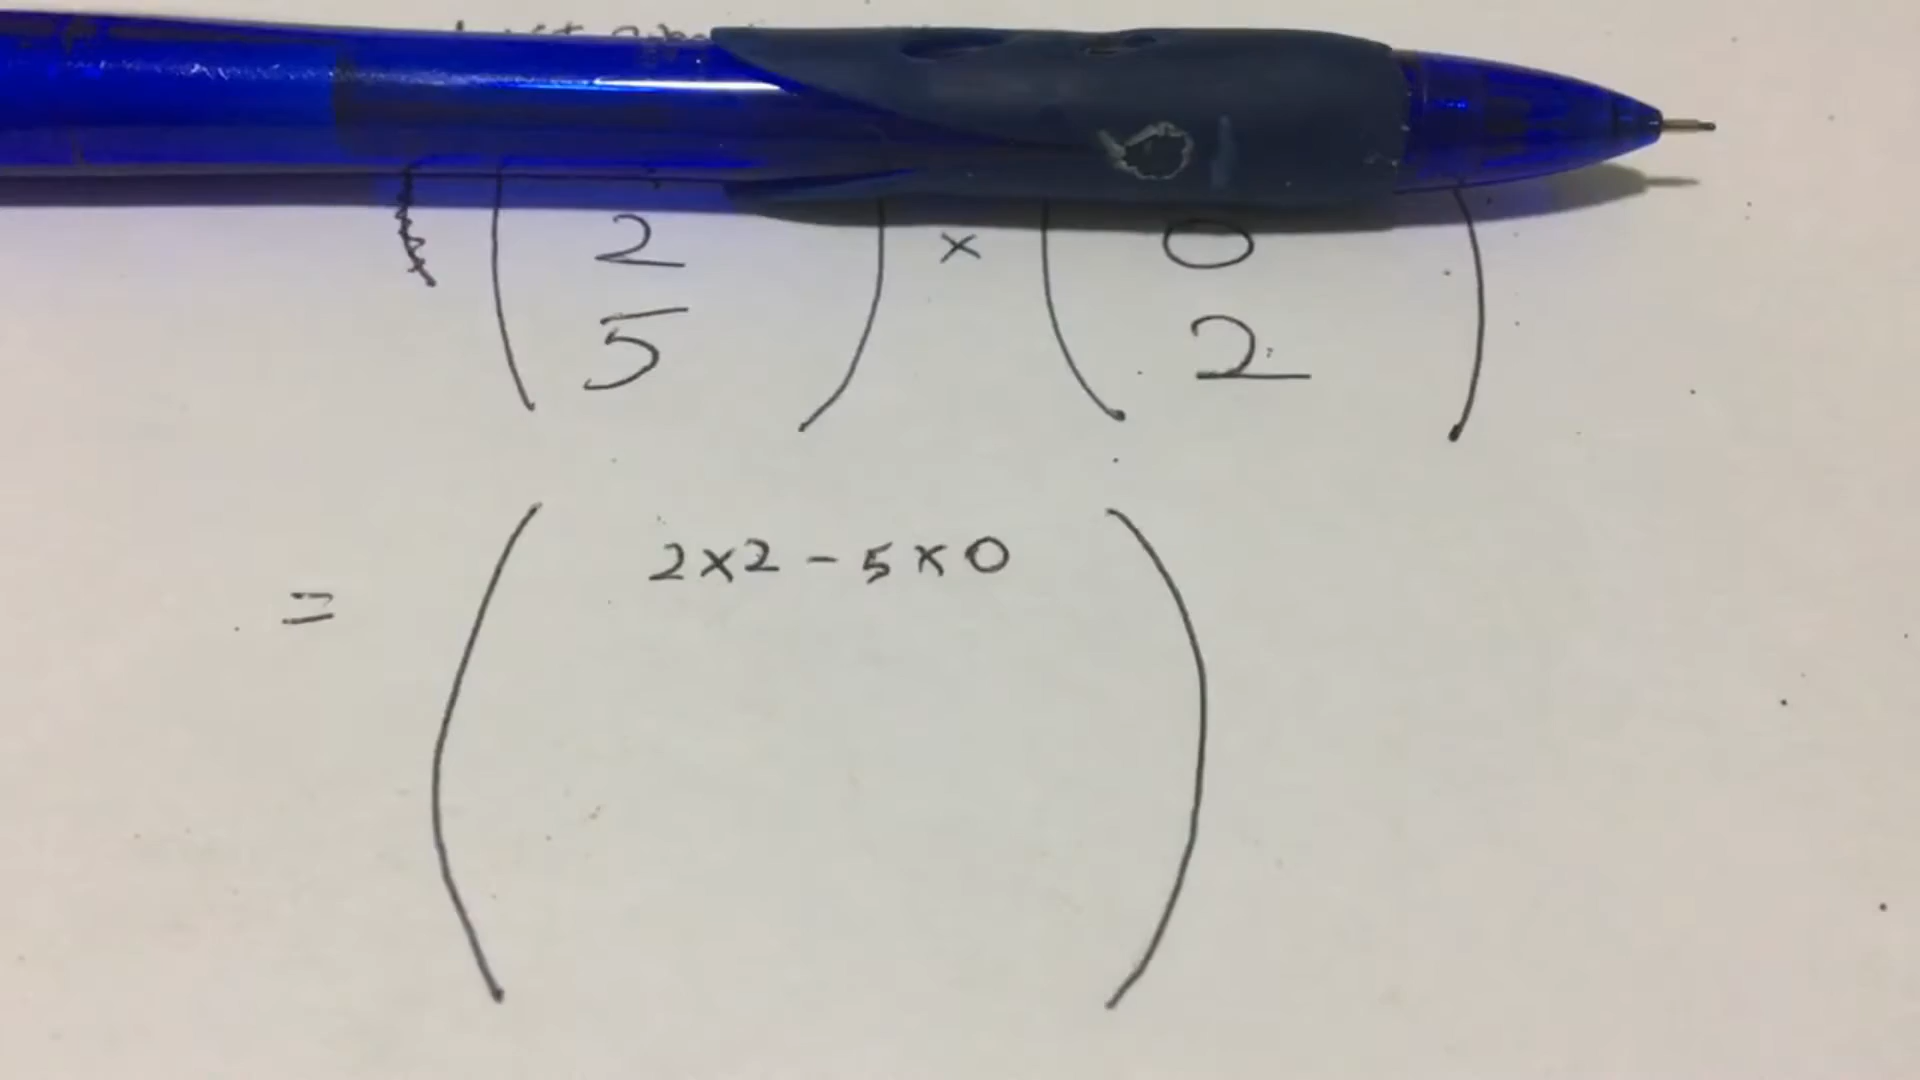 ( 2 ) × ( 0 )
5 2
= ( 2×2 - 5×0 )